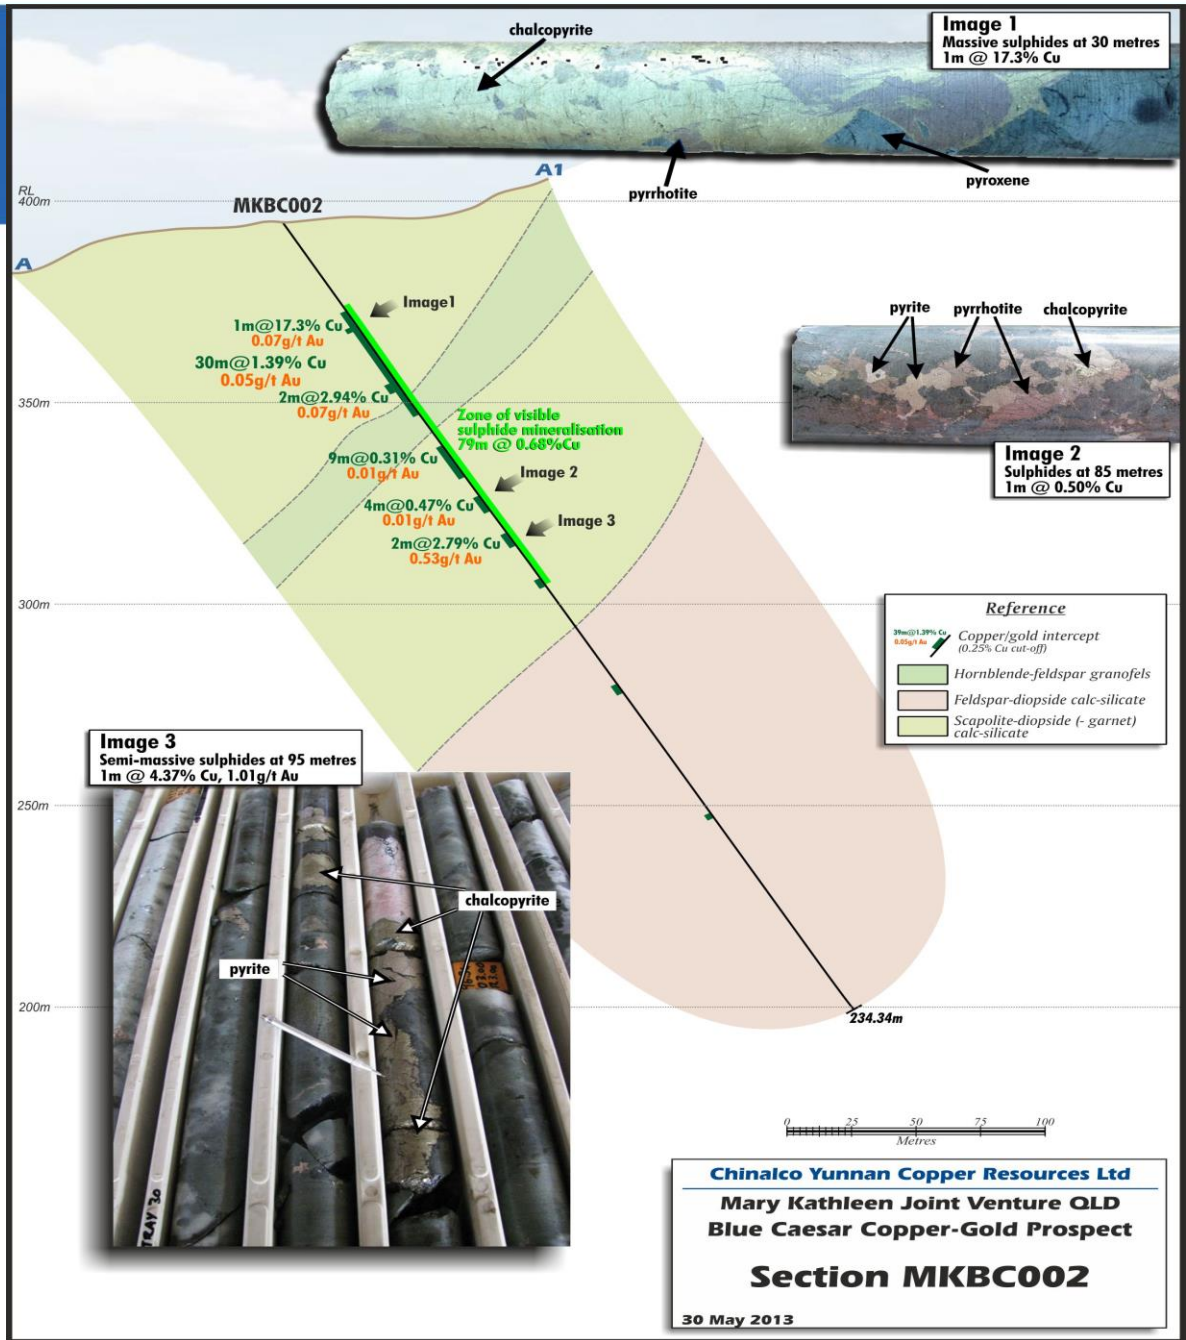 Image 1
Massive sulphides at 30 metres
1m @ 17.3% Cu
chalcopyrite
pyrrhotite
pyroxene
A1
RL
400m
MKBC002
A
Image1
1m@17.3% Cu
0.07g/t Au
30m@1.39% Cu
0.05g/t Au
350m
2m@2.94% Cu
0.07g/t Au
Zone of visible
sulphide mineralisation
79m @ 0.68%Cu
9m@0.31% Cu
0.01g/t Au
Image 2
4m@0.47% Cu
0.01g/t Au
Image 3
2m@2.79% Cu
0.53g/t Au
pyrite
pyrrhotite
chalcopyrite
Image 2
Sulphides at 85 metres
1m @ 0.50% Cu
300m
Reference
39m@1.39% Cu
0.05g/t Au
Copper/gold intercept
(0.25% Cu cut-off)
Hornblende-feldspar granofels
Feldspar-diopside calc-silicate
Scapolite-diopside (- garnet)
calc-silicate
Image 3
Semi-massive sulphides at 95 metres
1m @ 4.37% Cu, 1.01g/t Au
250m
chalcopyrite
pyrite
200m
234.34m
TRAY 30
0 25 50 75 100
Metres
Chinalco Yunnan Copper Resources Ltd
Mary Kathleen Joint Venture QLD
Blue Caesar Copper-Gold Prospect
Section MKBC002
30 May 2013